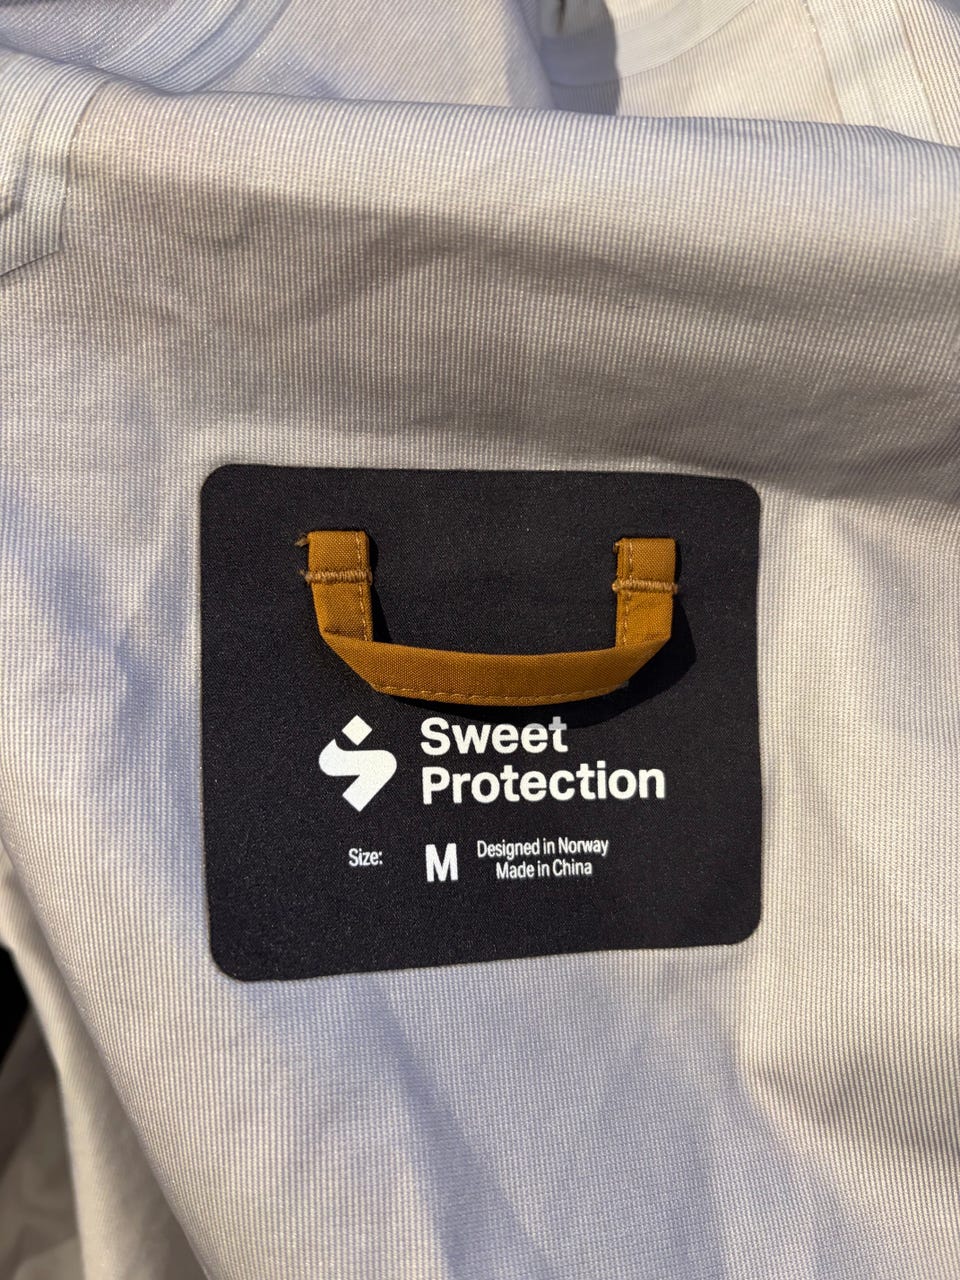 Sweet
Protection
Size: M
Designed in Norway
Made in China